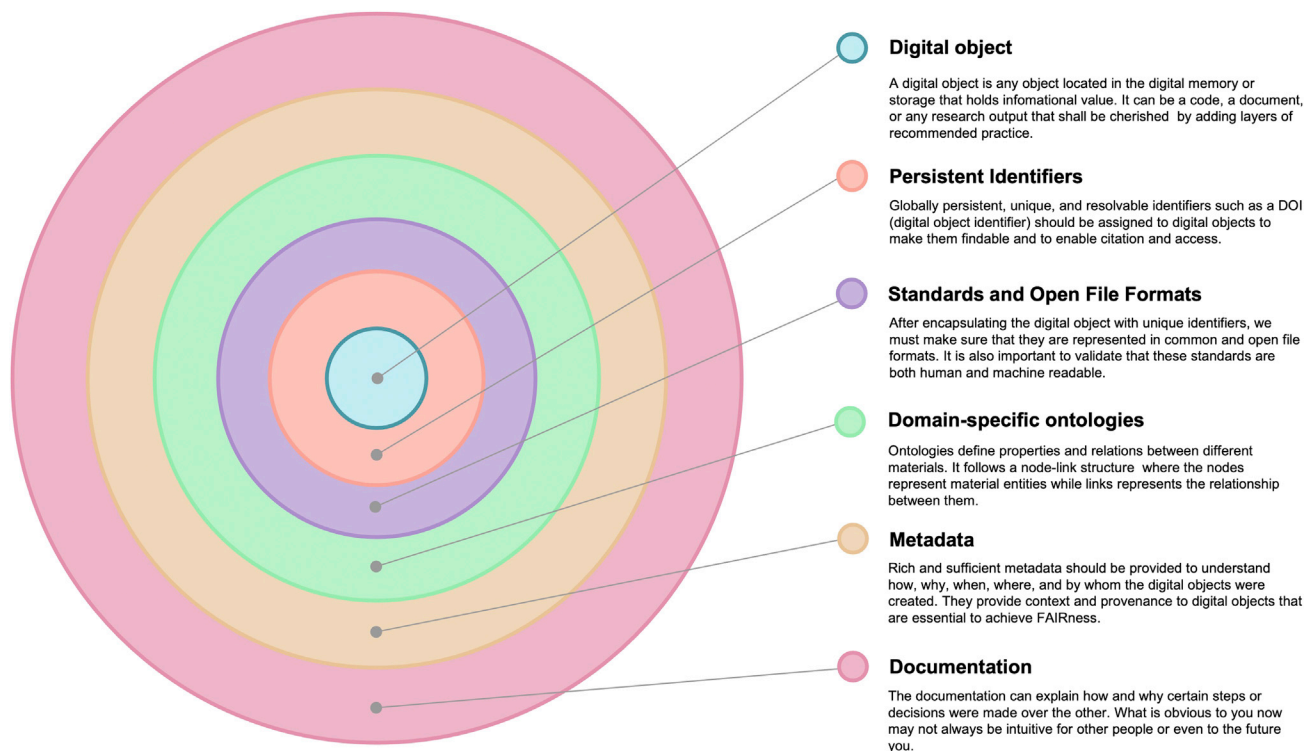 Digital object
A digital object is any object located in the digital memory or
storage that holds infomational value. It can be a code, a document,
or any research output that shall be cherished by adding layers of
recommended practice.
Persistent Identifiers
Globally persistent, unique, and resolvable identifiers such as a DOI
(digital object identifier) should be assigned to digital objects to
make them findable and to enable citation and access.
Standards and Open File Formats
After encapsulating the digital object with unique identifiers, we
must make sure that they are represented in common and open file
formats. It is also important to validate that these standards are
both human and machine readable.
Domain-specific ontologies
Ontologies define properties and relations between different
materials. It follows a node-link structure where the nodes
represent material entities while links represents the relationship
between them.
Metadata
Rich and sufficient metadata should be provided to understand
how, why, when, where, and by whom the digital objects were
created. They provide context and provenance to digital objects that
are essential to achieve FAIRness.
Documentation
The documentation can explain how and why certain steps or
decisions were made over the other. What is obvious to you now
may not always be intuitive for other people or even to the future
you.